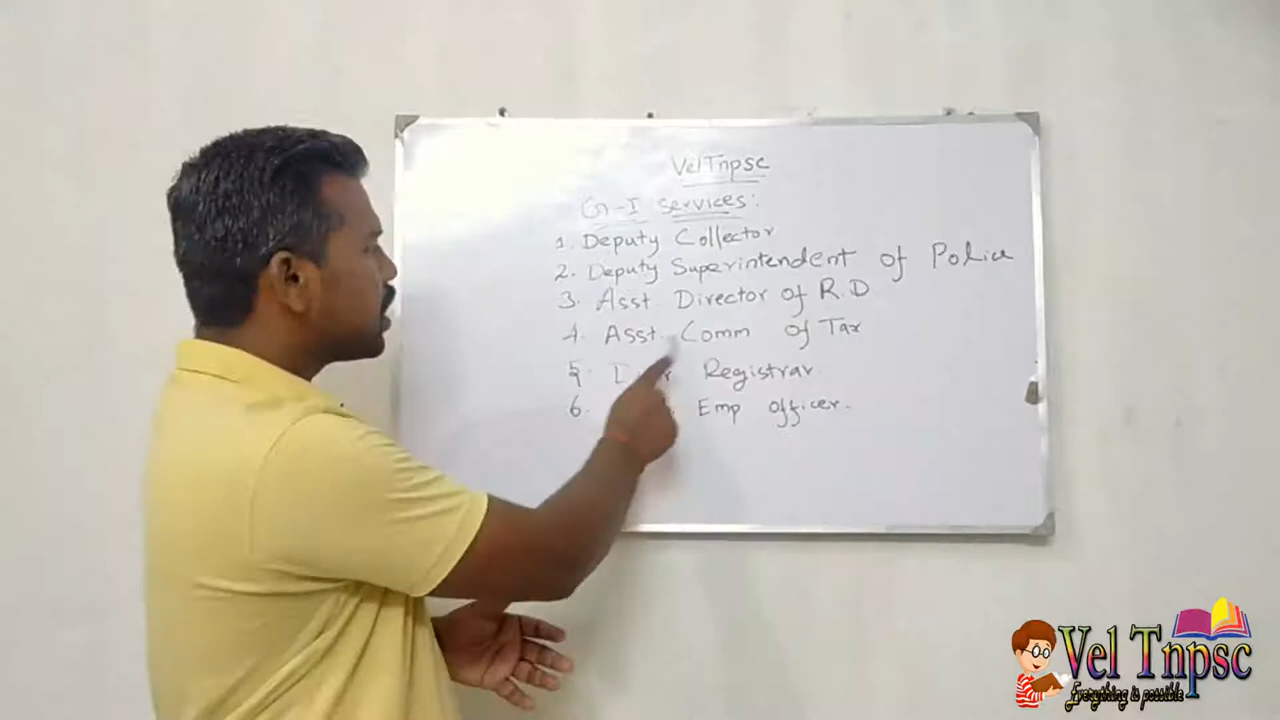 VelTnpsc
Gr-I Services:
1. Deputy Collector
2. Deputy Superintendent of Police
3. Asst Director of R.D
4. Asst. Comm of Tax
5. Registrar.
6. Emp officer.
Vel Tnpsc
Everything is possible